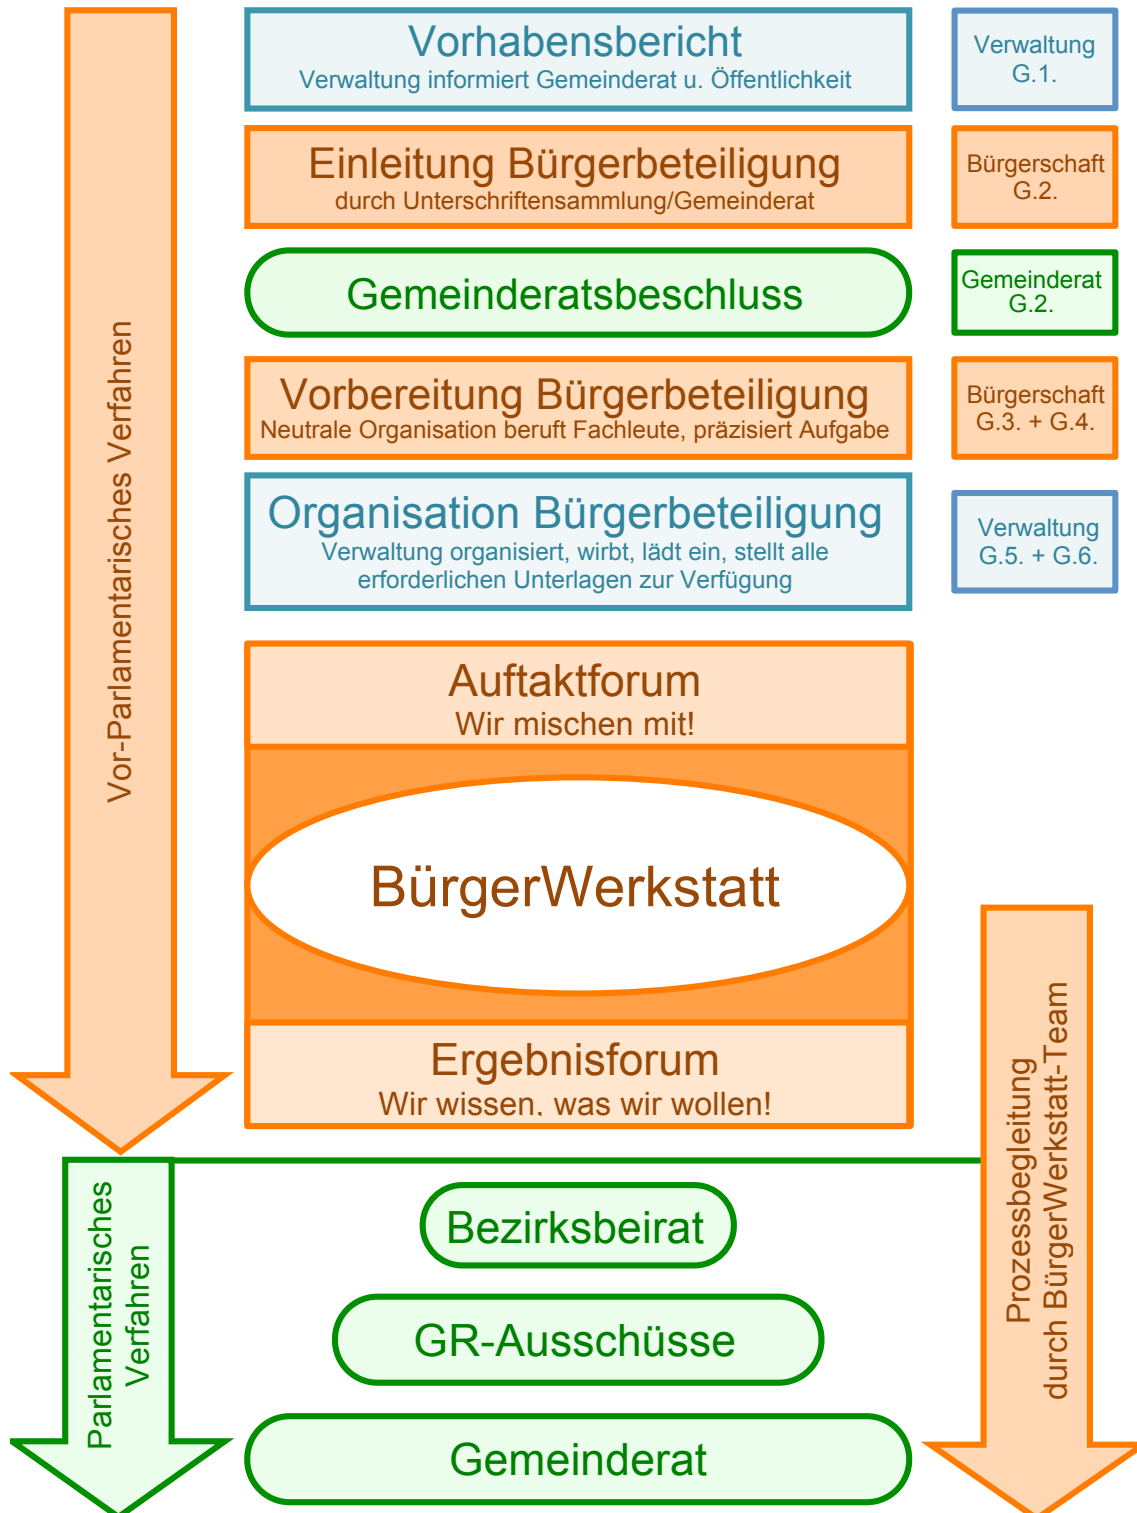 Vorhabensbericht
Verwaltung informiert Gemeinderat u. Öffentlichkeit
Verwaltung
G.1.
Einleitung Bürgerbeteiligung
durch Unterschriftensammlung/Gemeinderat
Bürgerschaft
G.2.
Gemeinderatsbeschluss
Gemeinderat
G.2.
Vorbereitung Bürgerbeteiligung
Neutrale Organisation beruft Fachleute, präzisiert Aufgabe
Bürgerschaft
G.3. + G.4.
Organisation Bürgerbeteiligung
Verwaltung organisiert, wirbt, lädt ein, stellt alle
erforderlichen Unterlagen zur Verfügung
Verwaltung
G.5. + G.6.
Vor-Parlamentarisches Verfahren
Auftaktforum
Wir mischen mit!
BürgerWerkstatt
Ergebnisforum
Wir wissen, was wir wollen!
Prozessbegleitung
durch BürgerWerkstatt-Team
Parlamentarisches
Verfahren
Bezirksbeirat
GR-Ausschüsse
Gemeinderat